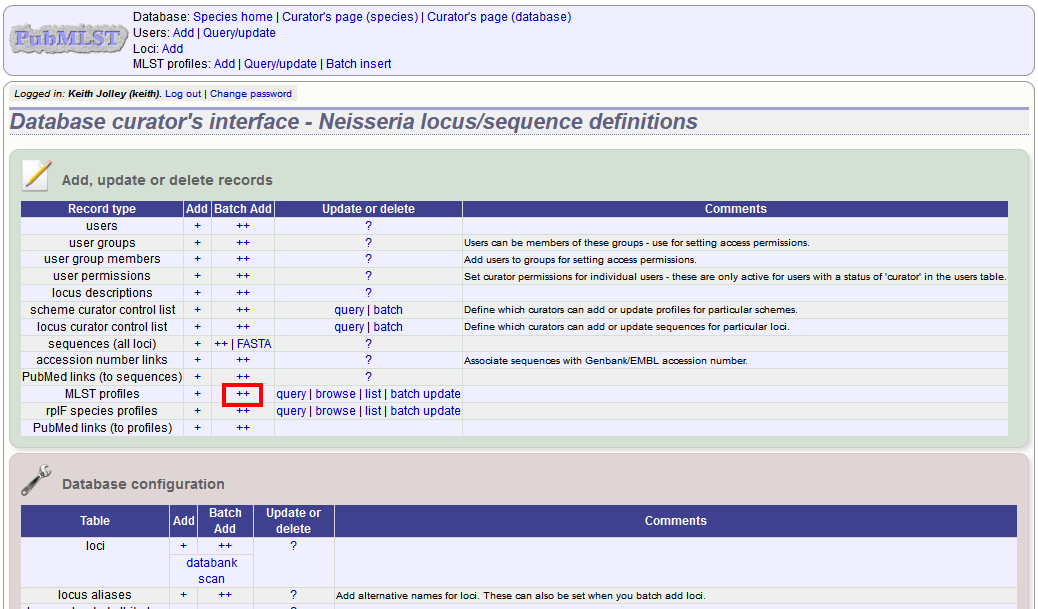 PubMLST
Database: Species home | Curator's page (species) | Curator's page (database)
Users: Add | Query/update
Loci: Add
MLST profiles: Add | Query/update | Batch insert
Logged in: Keith Jolley (keith). Log out | Change password
Database curator's interface - Neisseria locus/sequence definitions
Add, update or delete records
Record type Add Batch Add Update or delete Comments
users + ++ ?
user groups + ++ ? Users can be members of these groups - use for setting access permissions.
user group members + ++ ? Add users to groups for setting access permissions.
user permissions + ++ ? Set curator permissions for individual users - these are only active for users with a status of 'curator' in the users table.
locus descriptions + ++ ?
scheme curator control list + ++ query | batch Define which curators can add or update profiles for particular schemes.
locus curator control list + ++ query | batch Define which curators can add or update sequences for particular loci.
sequences (all loci) + ++ | FASTA ?
accession number links + ++ ? Associate sequences with Genbank/EMBL accession number.
PubMed links (to sequences) + ++ ?
MLST profiles + ++ query | browse | list | batch update
rplF species profiles + ++ query | browse | list | batch update
PubMed links (to profiles) + ++
Database configuration
Table Add Batch Add Update or delete Comments
loci + ++ ?
databank
scan
locus aliases + ++ ? Add alternative names for loci. These can also be set when you batch add loci.